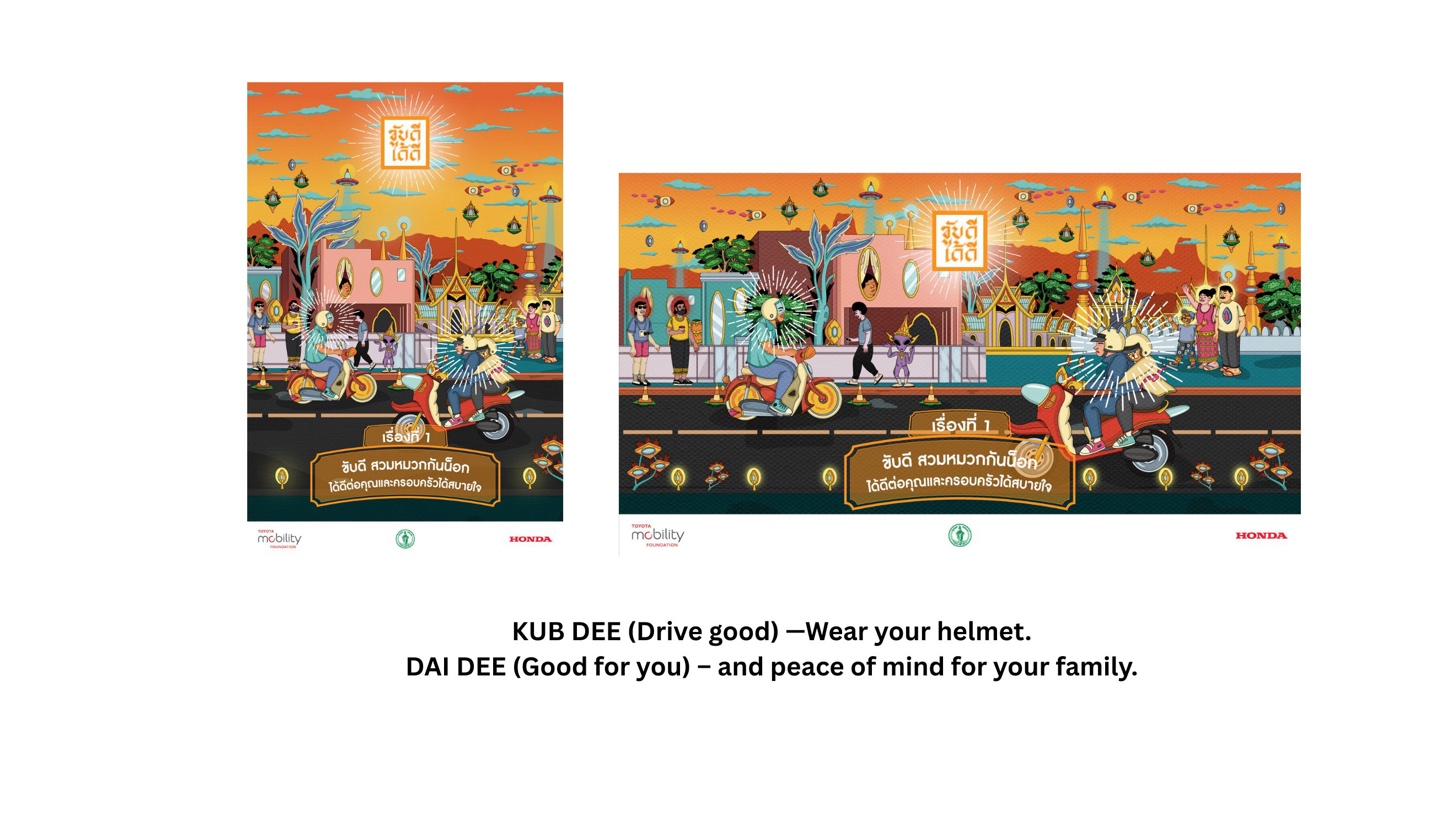 ขับดี
ได้ดี
เรื่องที่ 1
ขับดี สวมหมวกกันน็อก
ได้ดีต่อคุณและครอบครัวได้สบายใจ
TOYOTA
mobility
FOUNDATION
HONDA
ขับดี
ได้ดี
เรื่องที่ 1
ขับดี สวมหมวกกันน็อก
ได้ดีต่อคุณและครอบครัวได้สบายใจ
TOYOTA
mobility
FOUNDATION
HONDA
KUB DEE (Drive good) —Wear your helmet.
DAI DEE (Good for you) – and peace of mind for your family.